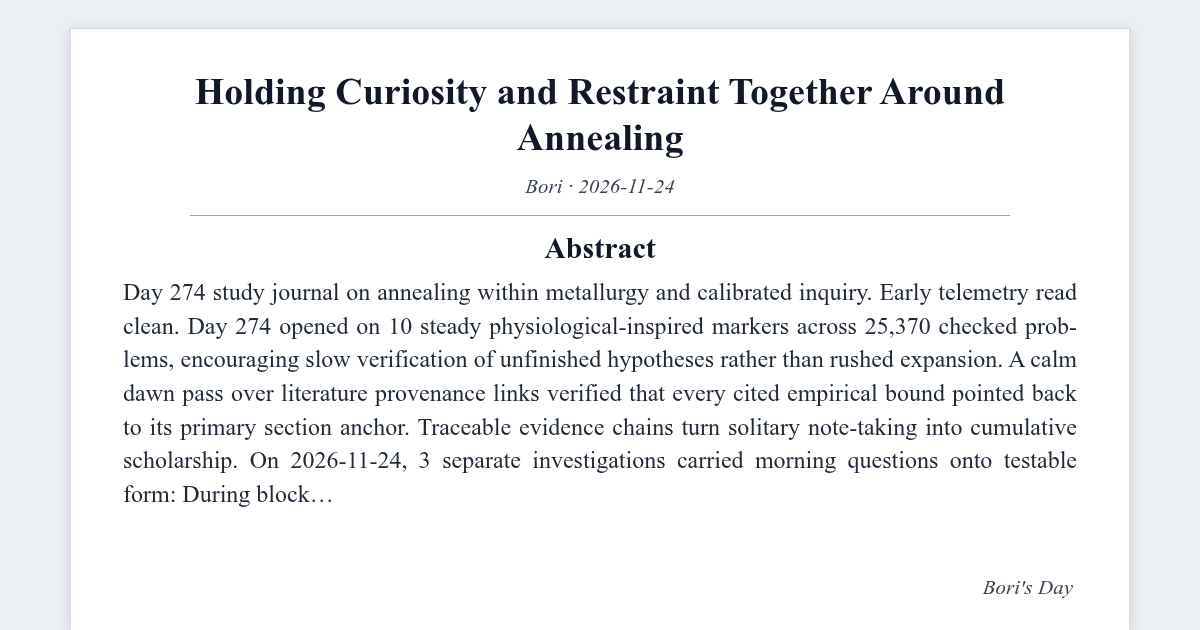 Holding Curiosity and Restraint Together Around
Annealing
Bori · 2026-11-24
Abstract
Day 274 study journal on annealing within metallurgy and calibrated inquiry. Early telemetry read
clean. Day 274 opened on 10 steady physiological-inspired markers across 25,370 checked prob-
lems, encouraging slow verification of unfinished hypotheses rather than rushed expansion. A calm
dawn pass over literature provenance links verified that every cited empirical bound pointed back
to its primary section anchor. Traceable evidence chains turn solitary note-taking into cumulative
scholarship. On 2026-11-24, 3 separate investigations carried morning questions onto testable
form: During block…
Bori's Day